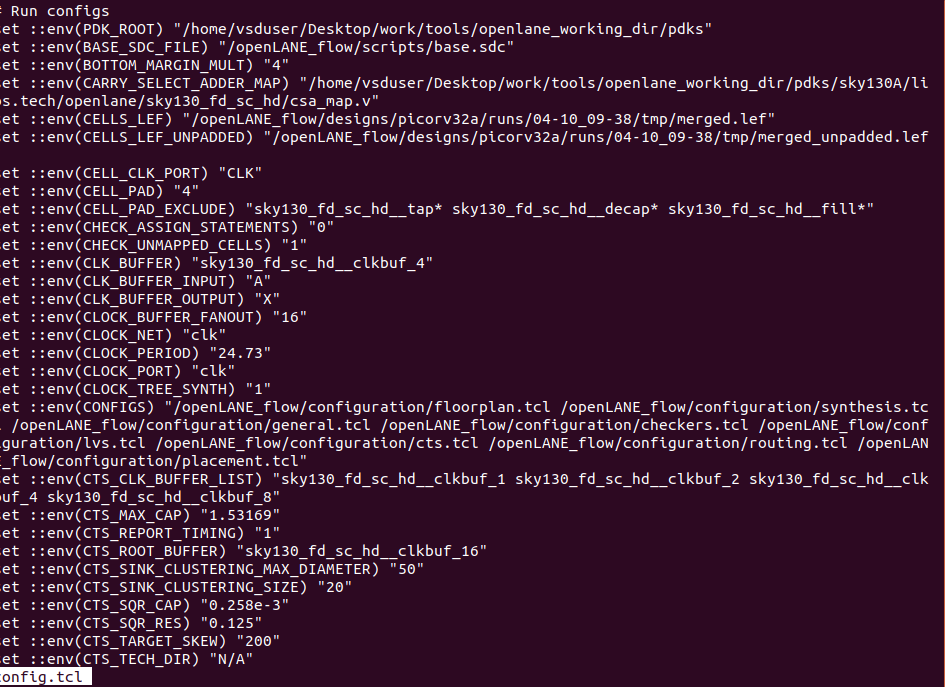 # Run configs
et ::env(PDK_ROOT) "/home/vsduser/Desktop/work/tools/openlane_working_dir/pdks"
et ::env(BASE_SDC_FILE) "/openLANE_flow/scripts/base.sdc"
et ::env(BOTTOM_MARGIN_MULT) "4"
et ::env(CARRY_SELECT_ADDER_MAP) "/home/vsduser/Desktop/work/tools/openlane_working_dir/pdks/sky130A/li
s.tech/openlane/sky130_fd_sc_hd/csa_map.v"
et ::env(CELLS_LEF) "/openLANE_flow/designs/picorv32a/runs/04-10_09-38/tmp/merged.lef"
et ::env(CELLS_LEF_UNPADDED) "/openLANE_flow/designs/picorv32a/runs/04-10_09-38/tmp/merged_unpadded.lef
et ::env(CELL_CLK_PORT) "CLK"
et ::env(CELL_PAD) "4"
et ::env(CELL_PAD_EXCLUDE) "sky130_fd_sc_hd__tap* sky130_fd_sc_hd__decap* sky130_fd_sc_hd__fill*"
et ::env(CHECK_ASSIGN_STATEMENTS) "0"
et ::env(CHECK_UNMAPPED_CELLS) "1"
et ::env(CLK_BUFFER) "sky130_fd_sc_hd__clkbuf_4"
et ::env(CLK_BUFFER_INPUT) "A"
et ::env(CLK_BUFFER_OUTPUT) "X"
et ::env(CLOCK_BUFFER_FANOUT) "16"
et ::env(CLOCK_NET) "clk"
et ::env(CLOCK_PERIOD) "24.73"
et ::env(CLOCK_PORT) "clk"
et ::env(CLOCK_TREE_SYNTH) "1"
et ::env(CONFIGS) "/openLANE_flow/configuration/floorplan.tcl /openLANE_flow/configuration/synthesis.tc
l /openLANE_flow/configuration/general.tcl /openLANE_flow/configuration/checkers.tcl /openLANE_flow/conf
iguration/lvs.tcl /openLANE_flow/configuration/cts.tcl /openLANE_flow/configuration/routing.tcl /openLAN
E_flow/configuration/placement.tcl"
et ::env(CTS_CLK_BUFFER_LIST) "sky130_fd_sc_hd__clkbuf_1 sky130_fd_sc_hd__clkbuf_2 sky130_fd_sc_hd__clk
buf_4 sky130_fd_sc_hd__clkbuf_8"
et ::env(CTS_MAX_CAP) "1.53169"
et ::env(CTS_REPORT_TIMING) "1"
et ::env(CTS_ROOT_BUFFER) "sky130_fd_sc_hd__clkbuf_16"
et ::env(CTS_SINK_CLUSTERING_MAX_DIAMETER) "50"
et ::env(CTS_SINK_CLUSTERING_SIZE) "20"
et ::env(CTS_SQR_CAP) "0.258e-3"
et ::env(CTS_SQR_RES) "0.125"
et ::env(CTS_TARGET_SKEW) "200"
et ::env(CTS_TECH_DIR) "N/A"
config.tcl